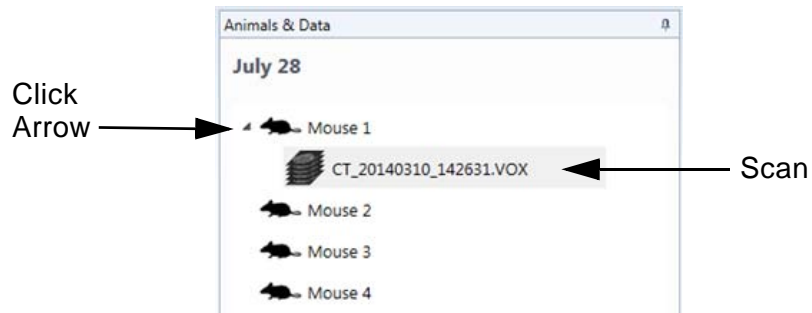 Animals & Data
July 28
Click
Arrow
Mouse 1
CT_20140310_142631.VOX
Scan
Mouse 2
Mouse 3
Mouse 4